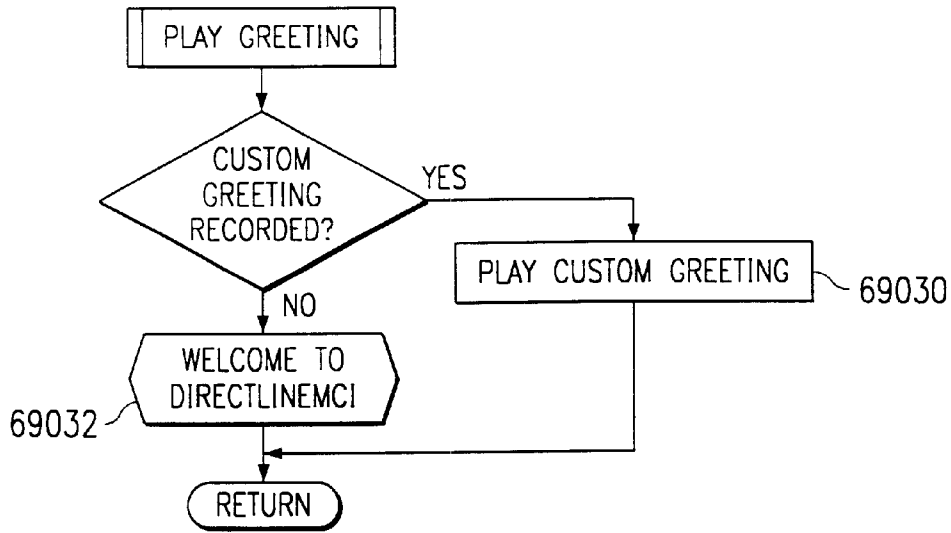 PLAY GREETING
CUSTOM
GREETING
RECORDED?
YES
PLAY CUSTOM GREETING
69030
NO
WELCOME TO
DIRECTLINEMCI
69032
RETURN